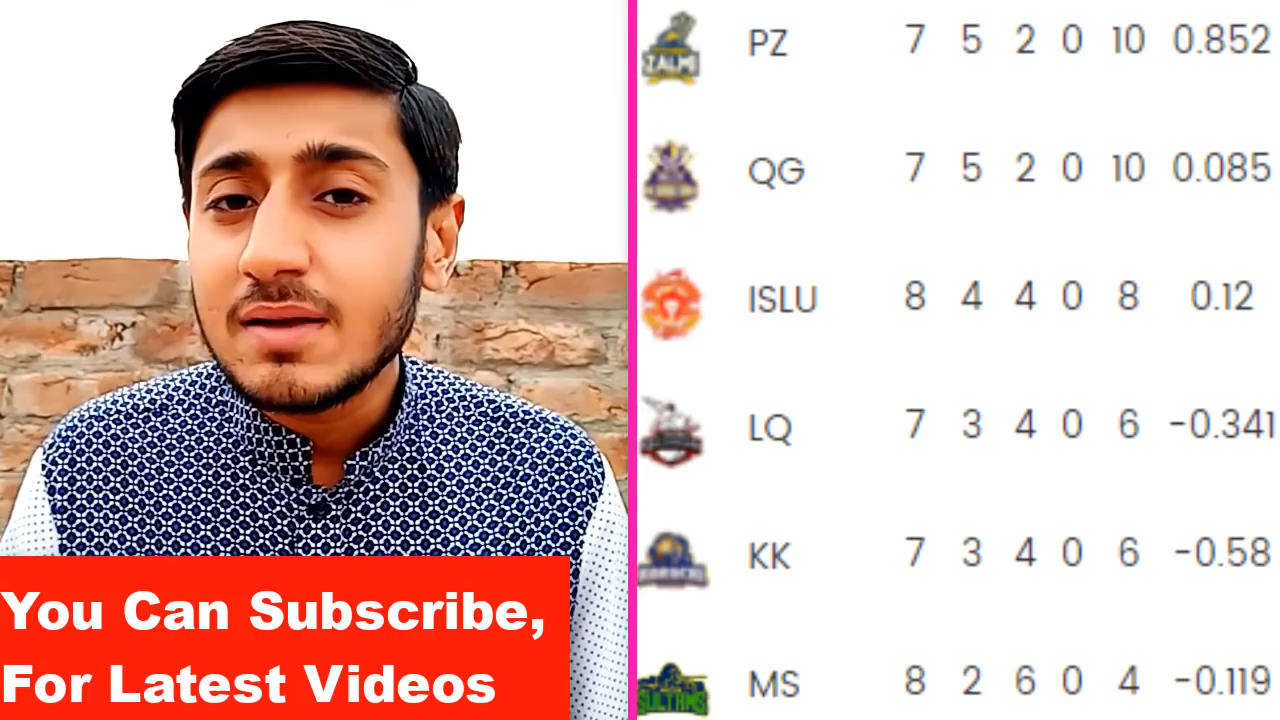 You Can Subscribe,
For Latest Videos
ZALMI PZ 7 5 2 0 10 0.852
QG 7 5 2 0 10 0.085
ISLU 8 4 4 0 8 0.12
LQ 7 3 4 0 6 -0.341
KK 7 3 4 0 6 -0.58
SULTANS MS 8 2 6 0 4 -0.119